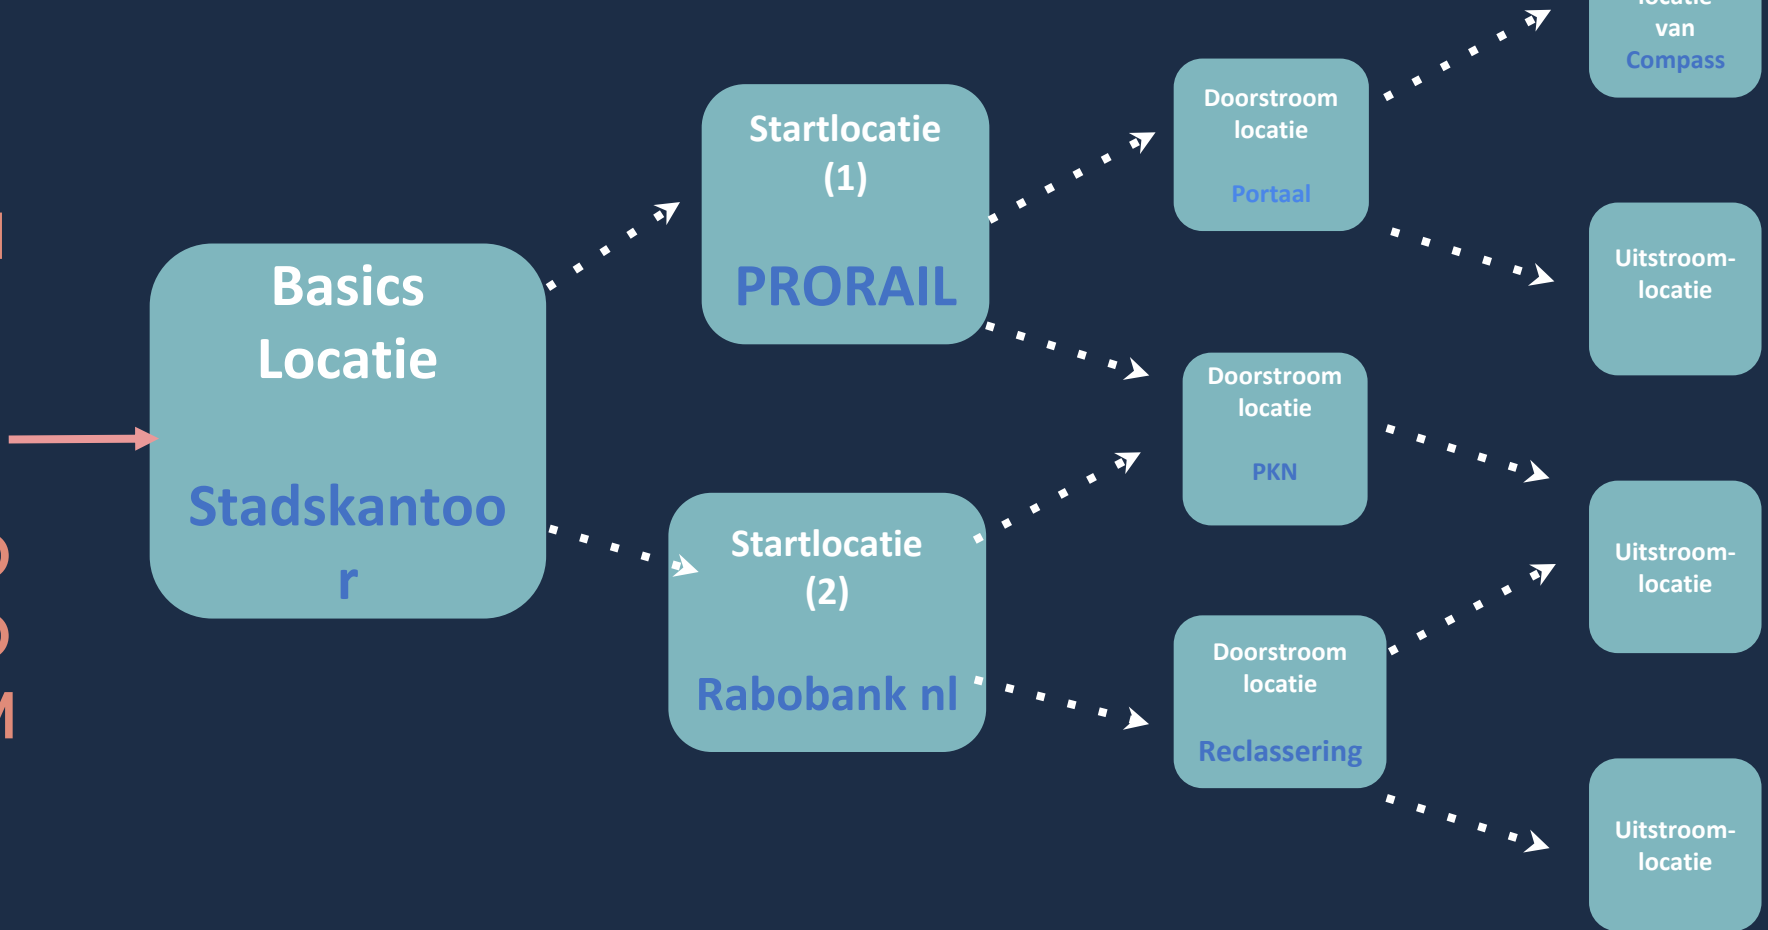 Basics
Locatie
Stadskantoo
r
Startlocatie
(1)
PRORAIL
Startlocatie
(2)
Rabobank nl
Doorstroom
locatie
Portaal
Doorstroom
locatie
PKN
Doorstroom
locatie
Reclassering
locatie
van
Compass
Uitstroom-
locatie
Uitstroom-
locatie
Uitstroom-
locatie